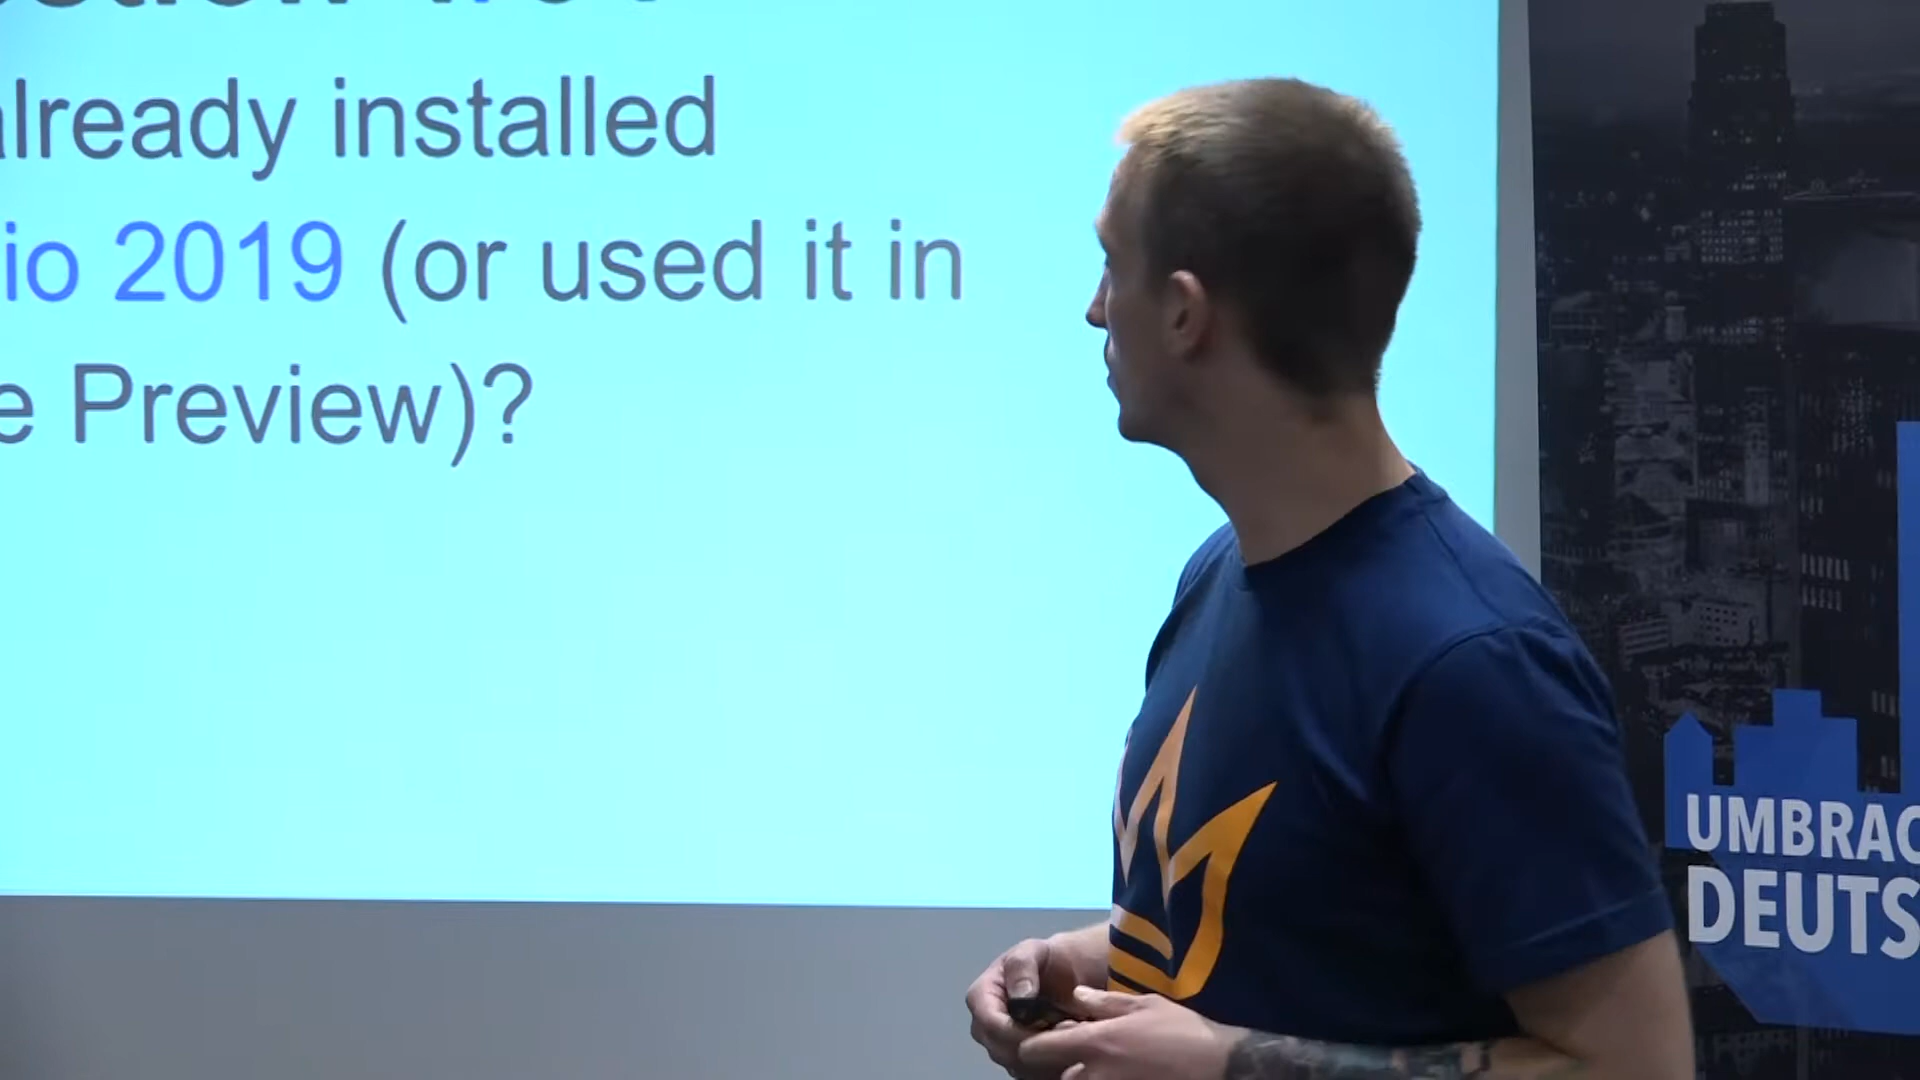 already installed
io 2019 (or used it in
e Preview)?
UMBRAC
DEUTS